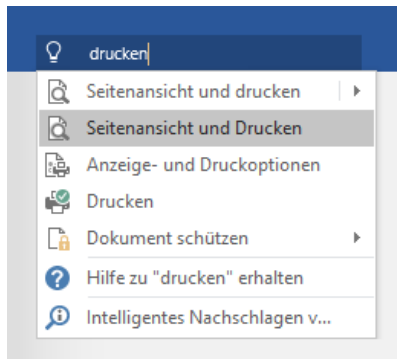 drucken
Seitenansicht und drucken
Seitenansicht und Drucken
Anzeige- und Druckoptionen
Drucken
Dokument schützen
Hilfe zu "drucken" erhalten
Intelligentes Nachschlagen v...